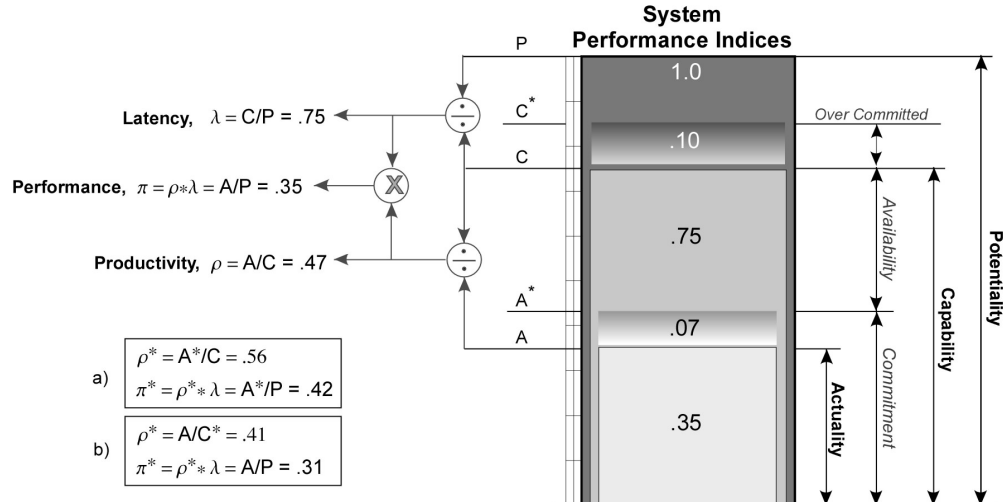 System
Performance Indices
P
1.0
C*
Over Committed
Latency, λ = C/P = .75
.10
C
Performance, π = ρ*λ = A/P = .35
X
Availability
.75
Potentiality
Productivity, ρ = A/C = .47
Capability
A*
.07
A
a)
ρ* = A*/C = .56
π* = ρ* * λ = A*/P = .42
Commitment
Actuality
.35
b)
ρ* = A/C* = .41
π* = ρ* * λ = A/P = .31